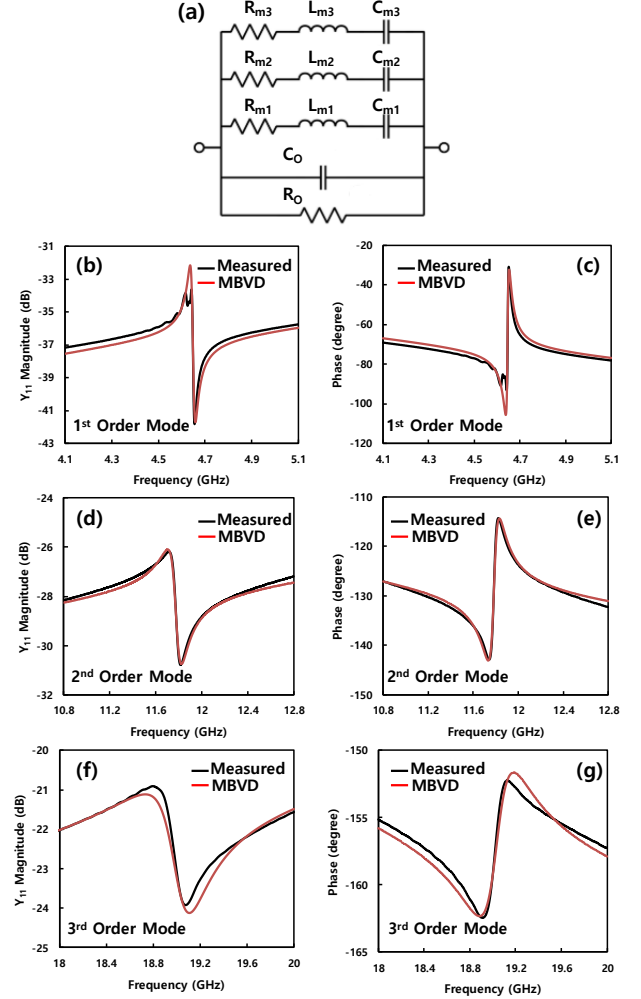 (a)
Rm3 Lm3 Cm3
Rm2 Lm2 Cm2
Rm1 Lm1 Cm1
CO
RO
(b)
Measured
MBVD
Y11 Magnitude (dB)
-31
-33
-35
-37
-39
-41
-43
1st Order Mode
4.1 4.3 4.5 4.7 4.9 5.1
Frequency (GHz)
(c)
Measured
MBVD
Phase (degree)
-20
-40
-60
-80
-100
-120
1st Order Mode
4.1 4.3 4.5 4.7 4.9 5.1
Frequency (GHz)
(d)
Measured
MBVD
Y11 Magnitude (dB)
-24
-26
-28
-30
-32
2nd Order Mode
10.8 11.2 11.6 12 12.4 12.8
Frequency (GHz)
(e)
Measured
MBVD
Phase (degree)
-110
-120
-130
-140
-150
2nd Order Mode
10.8 11.2 11.6 12 12.4 12.8
Frequency (GHz)
(f)
Measured
MBVD
Y11 Magnitude (dB)
-20
-21
-22
-23
-24
-25
3rd Order Mode
18 18.4 18.8 19.2 19.6 20
Frequency (GHz)
(g)
Measured
MBVD
Phase (degree)
-150
-155
-160
-165
3rd Order Mode
18 18.4 18.8 19.2 19.6 20
Frequency (GHz)